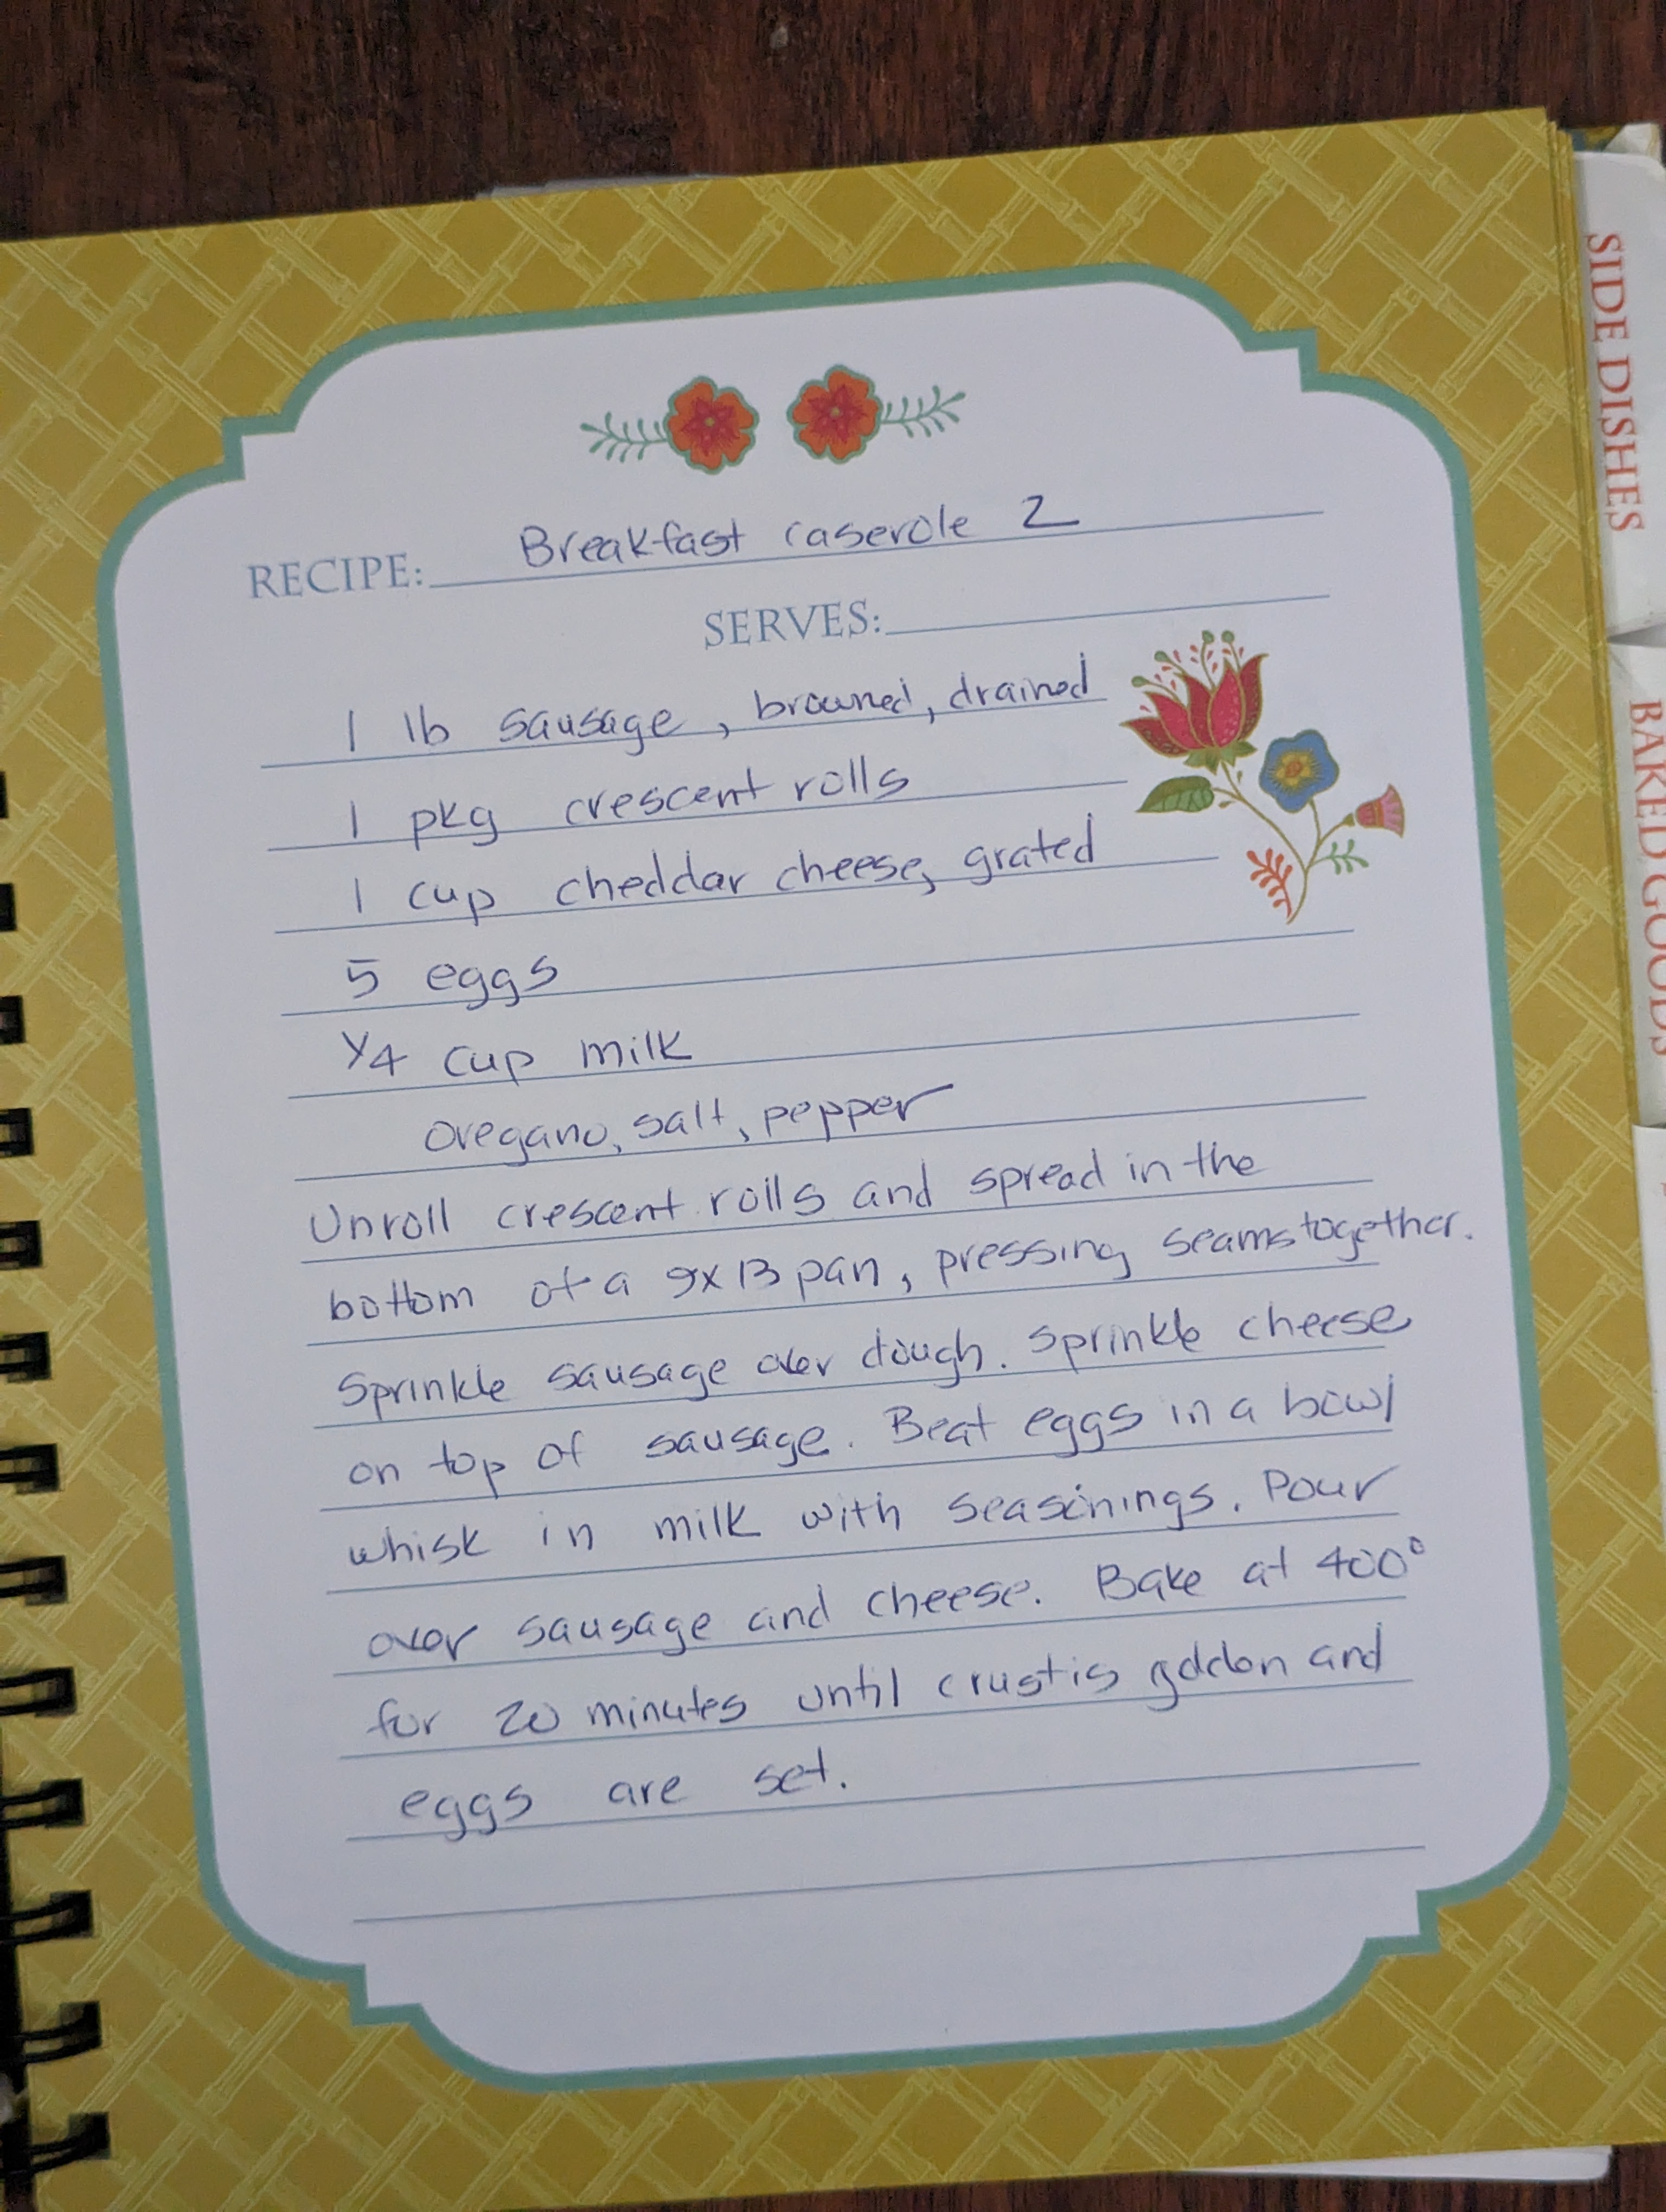 RECIPE: Breakfast caserole 2
SERVES:
1 lb sausage, browned, drained
1 pkg crescent rolls
1 cup cheddar cheese, grated
5 eggs
1/4 cup milk
oregano, salt, pepper
Unroll crescent rolls and spread in the
bottom of a 9x13 pan, pressing seams together.
Sprinkle sausage over dough. Sprinkle cheese
on top of sausage. Beat eggs in a bowl
whisk in milk with seasonings. Pour
over sausage and cheese. Bake at 400°
for 20 minutes until crust is golden and
eggs are set.
SIDE DISHES
BAKED GOODS